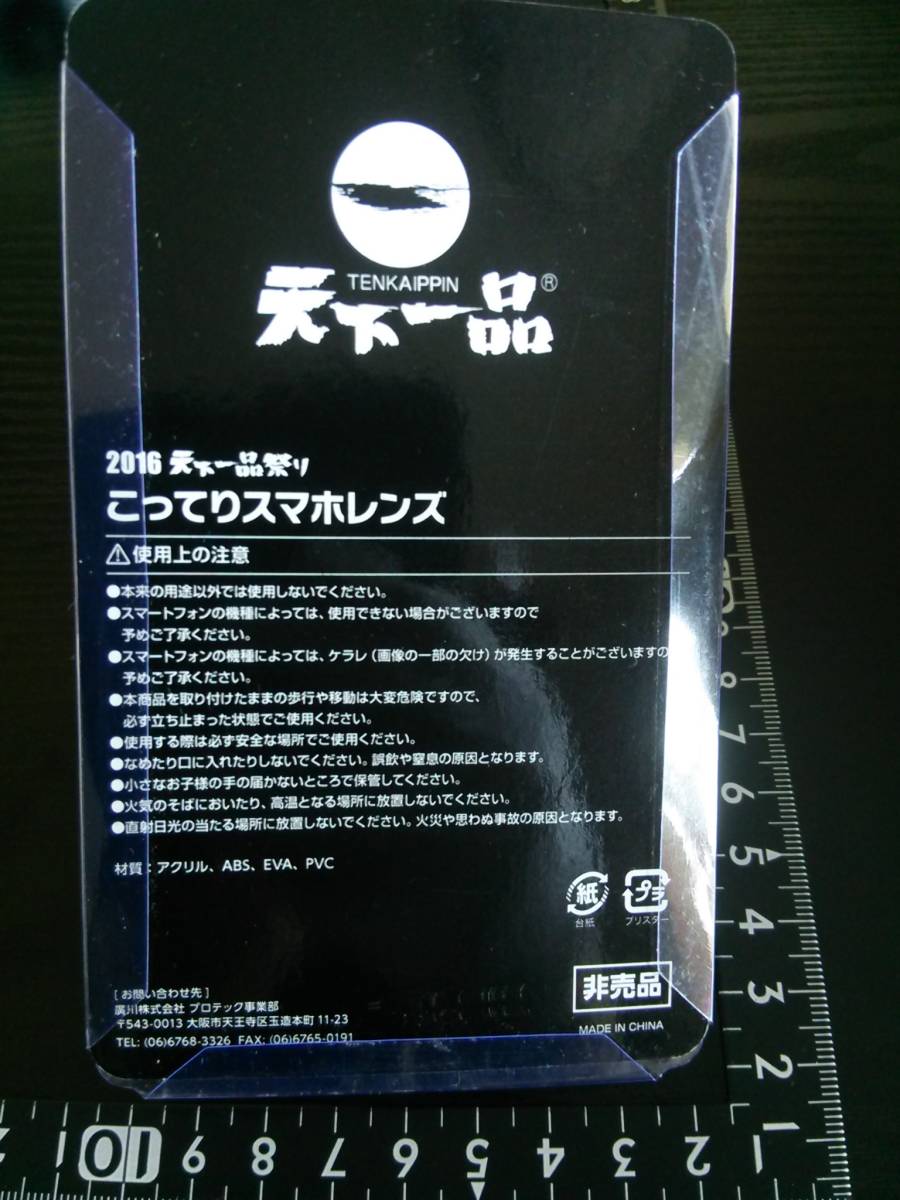 TENKAIPPIN
天下一品®
2016 天下一品祭り
こってりスマホレンズ
⚠使用上の注意
●本来の用途以外では使用しないでください。
●スマートフォンの機種によっては、使用できない場合がございますので
予めご了承ください。
●スマートフォンの機種によっては、ケラレ（画像の一部の欠け）が発生することがございますの
予めご了承ください。
●本商品を取り付けたままの歩行や移動は大変危険ですので、
必ず立ち止まった状態でご使用ください。
●使用する際は必ず安全な場所でご使用ください。
●なめたり口に入れたりしないでください。誤飲や窒息の原因となります。
●小さなお子様の手の届かないところで保管してください。
●火気のそばにおいたり、高温となる場所に放置しないでください。
●直射日光の当たる場所に放置しないでください。火災や思わぬ事故の原因となります。
材質：アクリル、ABS、EVA、PVC
紙 プラ
台紙 ブリスター
非売品
MADE IN CHINA
[ お問い合わせ先 ]
廣川株式会社 プロテック事業部
〒543-0013 大阪市天王寺区玉造本町 11-23
TEL: (06)6768-3326 FAX: (06)6765-0191
8
7
6
5
4
3
2
1
10 9 8 7 6 5 4 3 2 1